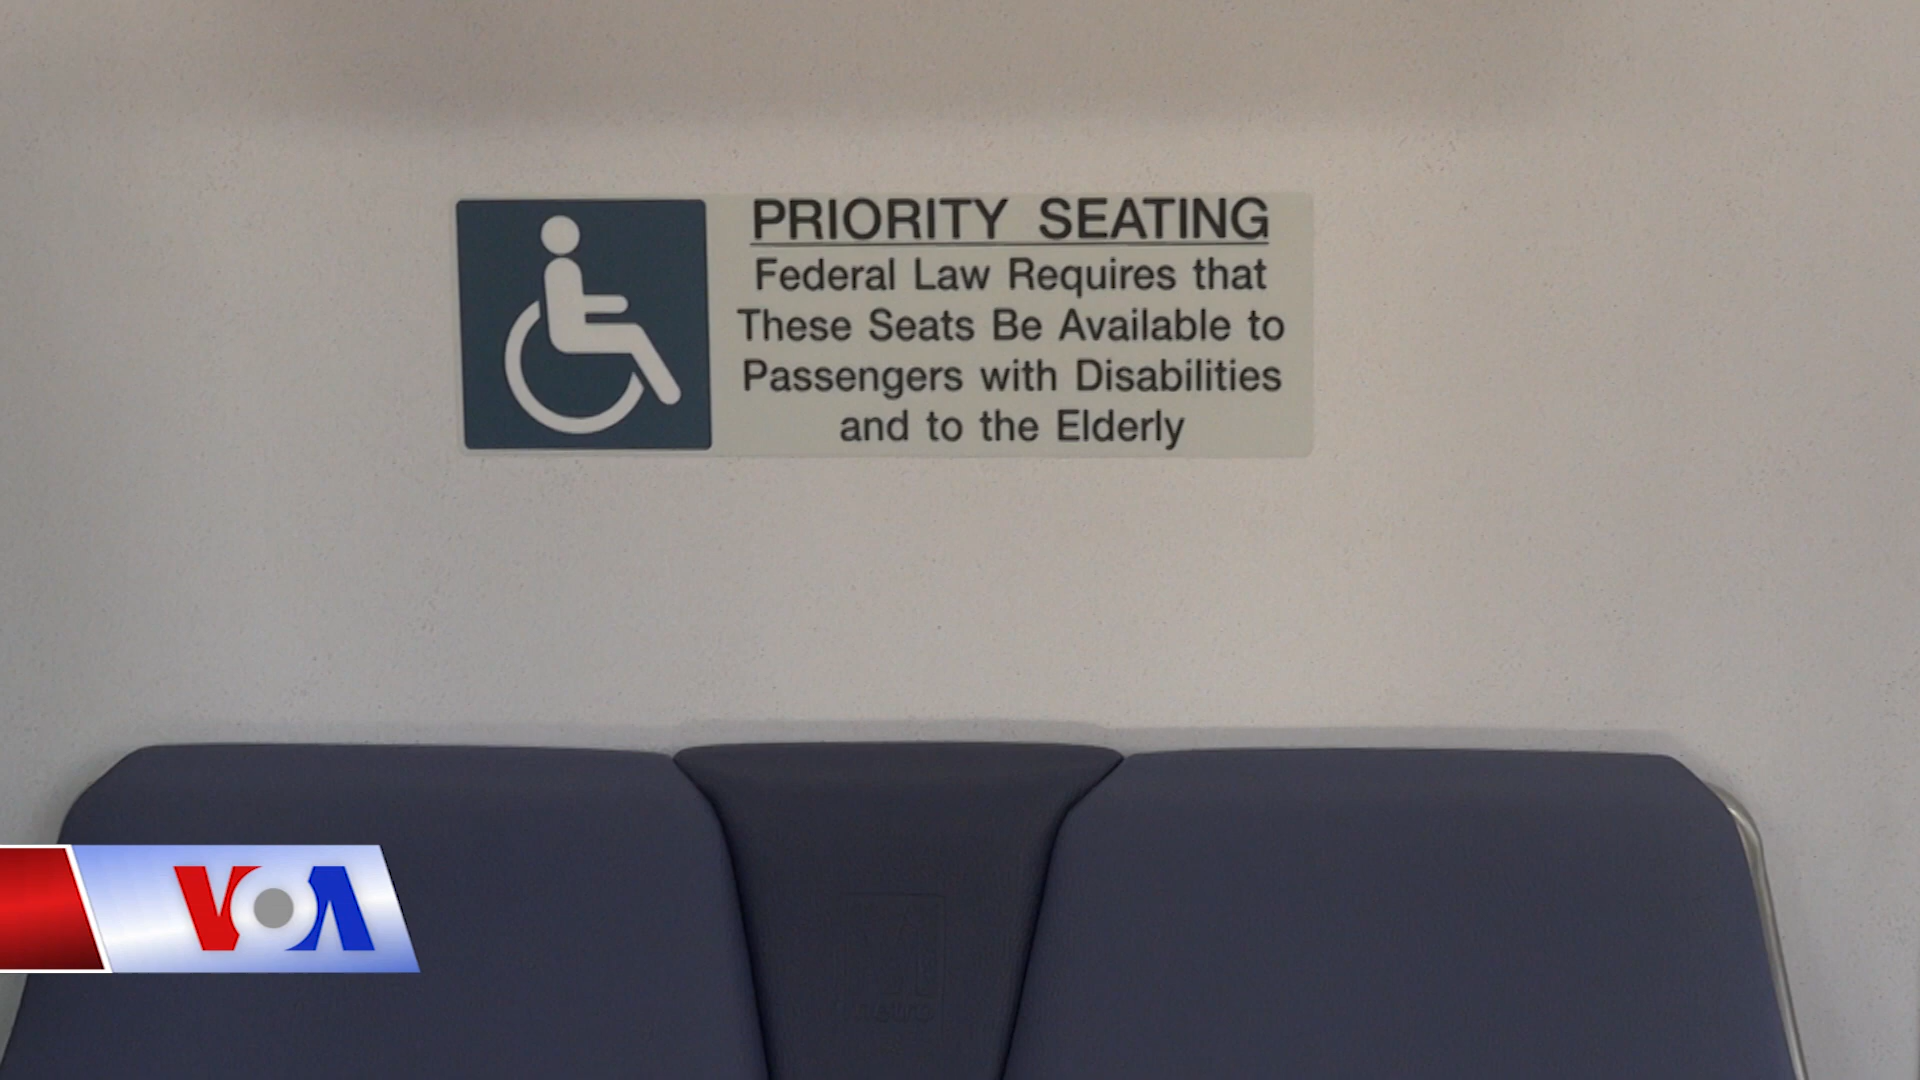 PRIORITY SEATING
Federal Law Requires that
These Seats Be Available to
Passengers with Disabilities
and to the Elderly
VOA